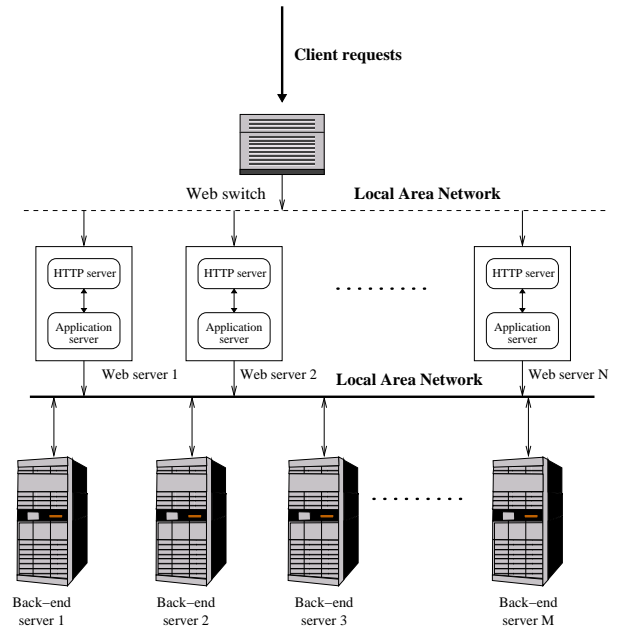 Client requests
Web switch
Local Area Network
HTTP server
HTTP server
HTTP server
Application
server
Application
server
Application
server
Web server 1
Web server 2
Web server N
Local Area Network
Back−end
server 1
Back−end
server 2
Back−end
server 3
Back−end
server M